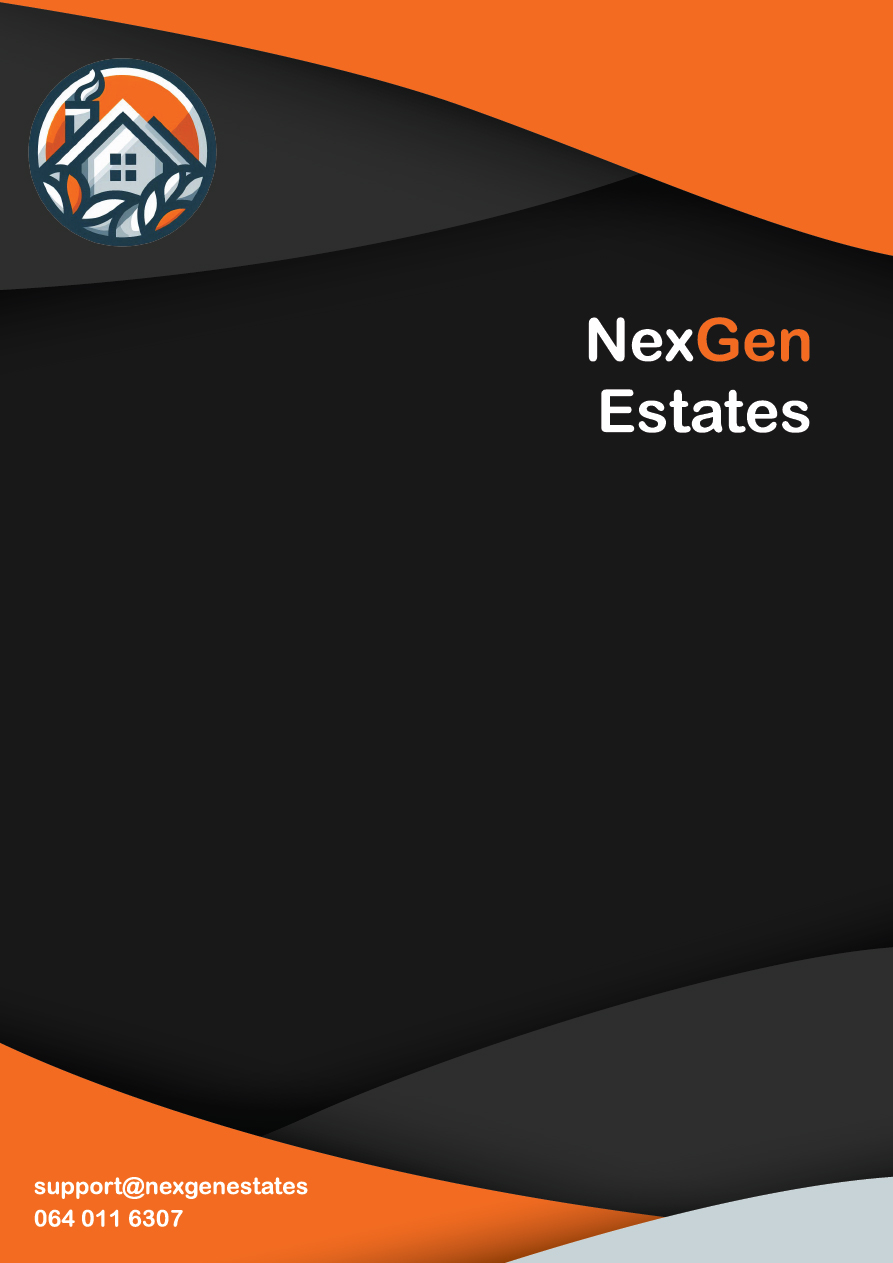 NexGen
Estates
support@nexgenestates
064 011 6307